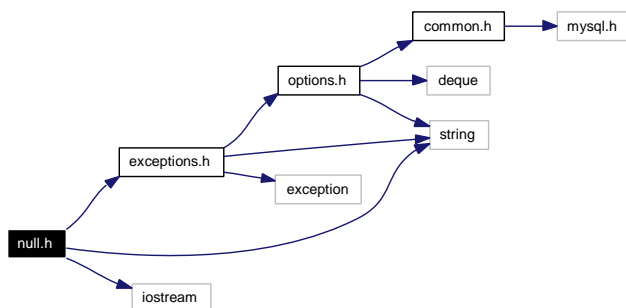 common.h
mysql.h
options.h
deque
string
exceptions.h
exception
null.h
iostream